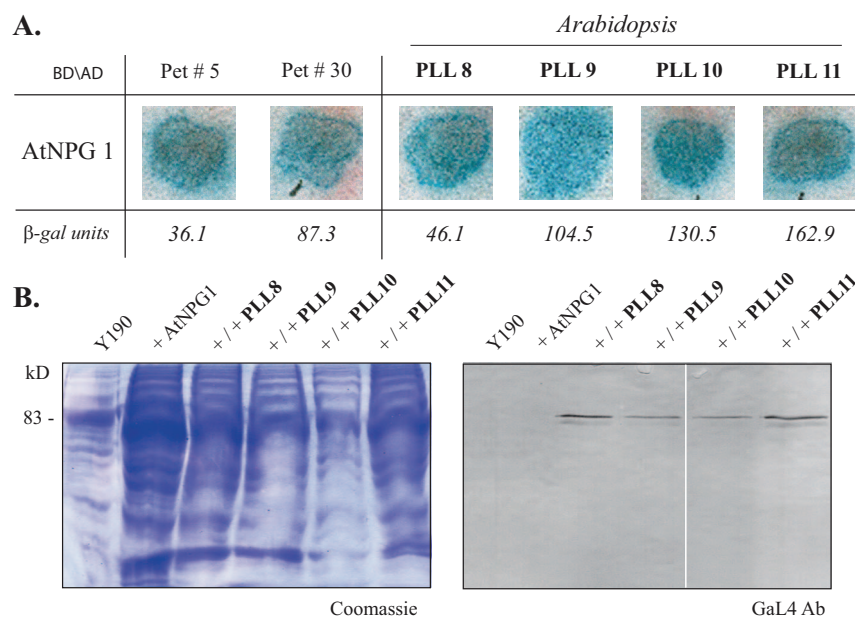 A.
Arabidopsis
BD\AD Pet # 5 Pet # 30 PLL 8 PLL 9 PLL 10 PLL 11
AtNPG 1
β-gal units 36.1 87.3 46.1 104.5 130.5 162.9
B.
Y190 + AtNPG1 + / + PLL8 + / + PLL9 + / + PLL10 + / + PLL11
Y190 + AtNPG1 + / + PLL8 + / + PLL9 + / + PLL10 + / + PLL11
kD
83 -
Coomassie GaL4 Ab